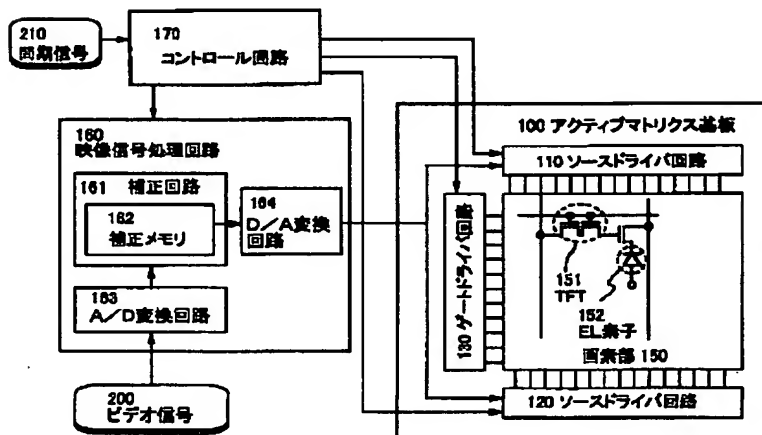 210
同期信号
170
コントロール回路
160
映像信号処理回路
161 補正回路
162
補正メモリ
164
D/A変換
回路
163
A/D変換回路
200
ビデオ信号
100 アクティブマトリクス基板
110 ソースドライバ回路
130 ゲートドライバ回路
151
TFT
152
EL素子
画素部 150
120 ソースドライバ回路